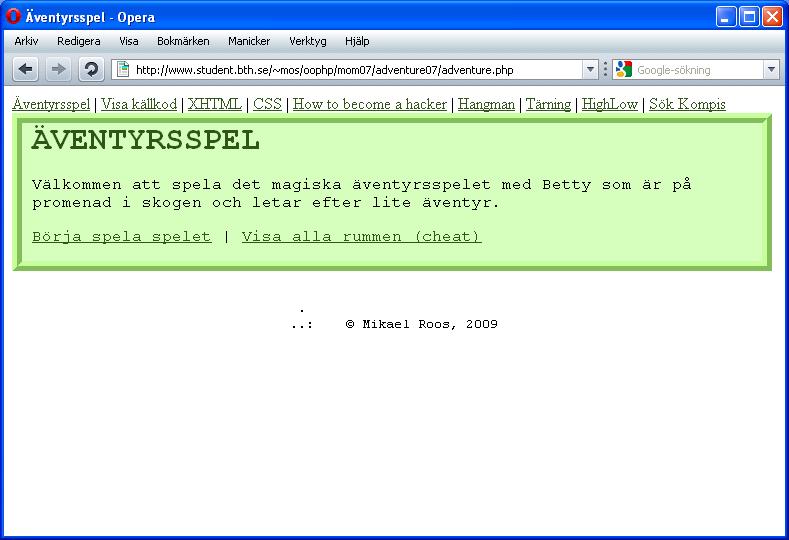 Äventyrsspel - Opera
Arkiv Redigera Visa Bokmärken Manicker Verktyg Hjälp
http://www.student.bth.se/~mos/oophp/mom07/adventure07/adventure.php Google-sökning
Äventyrsspel | Visa källkod | XHTML | CSS | How to become a hacker | Hangman | Tärning | HighLow | Sök Kompis
ÄVENTYRSSPEL
Välkommen att spela det magiska äventyrsspelet med Betty som är på
promenad i skogen och letar efter lite äventyr.
Börja spela spelet | Visa alla rummen (cheat)
.
..: © Mikael Roos, 2009